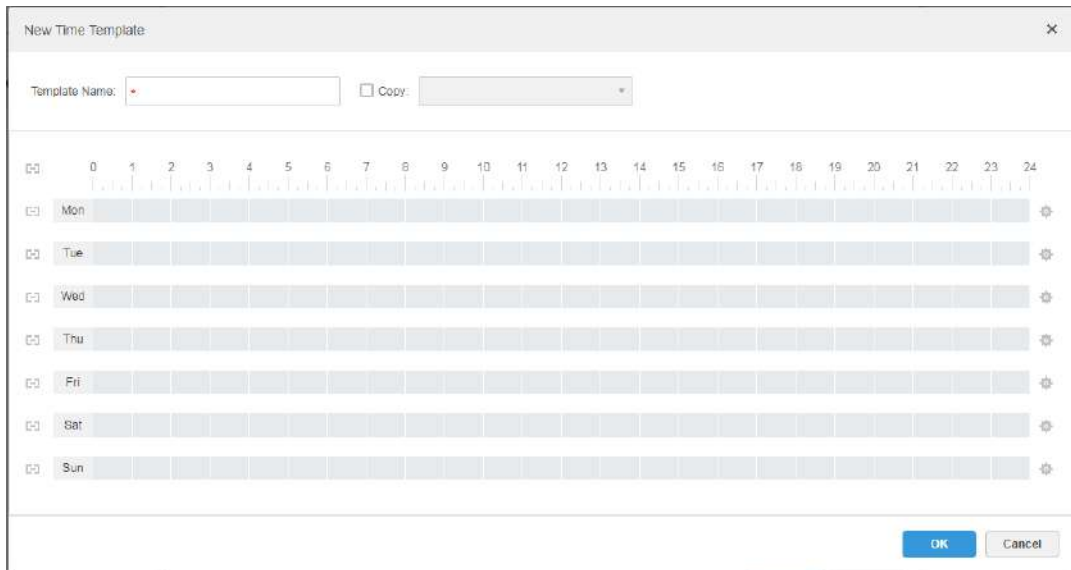 New Time Template
Template Name: * Copy:
0 1 2 3 4 5 6 7 8 9 10 11 12 13 14 15 16 17 18 19 20 21 22 23 24
Mon
Tue
Wed
Thu
Fri
Sat
Sun
OK Cancel